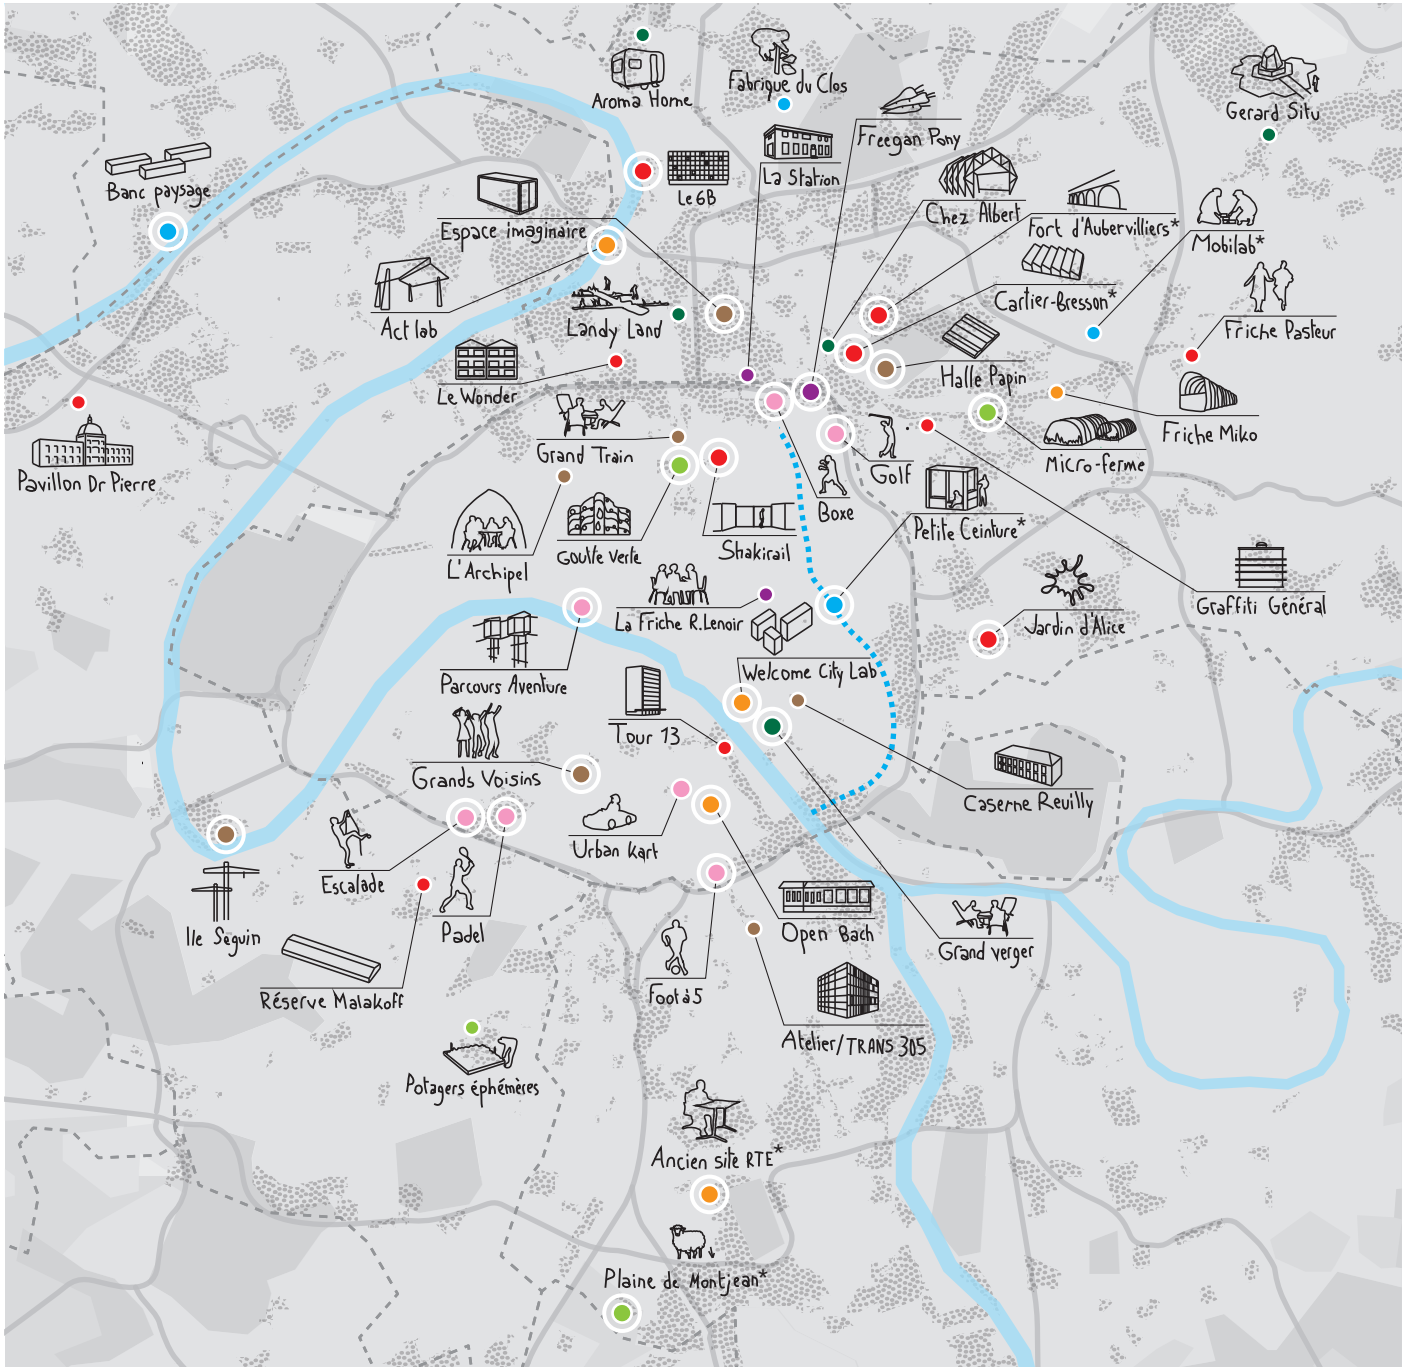 Aroma Home
Fabrique du Clos
Gerard Situ
Freegan Pony
La Station
Banc paysage
Le 6B
Chez Albert
Fort d'Aubervilliers*
Espace imaginaire
Mobilab*
Cartier-Bresson*
Act lab
Landy Land
Friche Pasteur
Halle Papin
Le Wonder
Friche Miko
Grand Train
Micro-ferme
Golf
Pavillon Dr Pierre
Boxe
Petite Ceinture*
Shakirail
Goutte verte
L'Archipel
Graffiti Général
La Friche R.Lenoir
Jardin d'Alice
Welcome City Lab
Parcours Aventure
Tour 13
Grands Voisins
Caserne Reuilly
Urban Kart
Escalade
Padel
Open Bach
Ile Seguin
Grand verger
Foot à 5
Réserve Malakoff
Atelier/TRANS 305
Potagers éphémères
Ancien site RTE*
Plaine de Montjean*